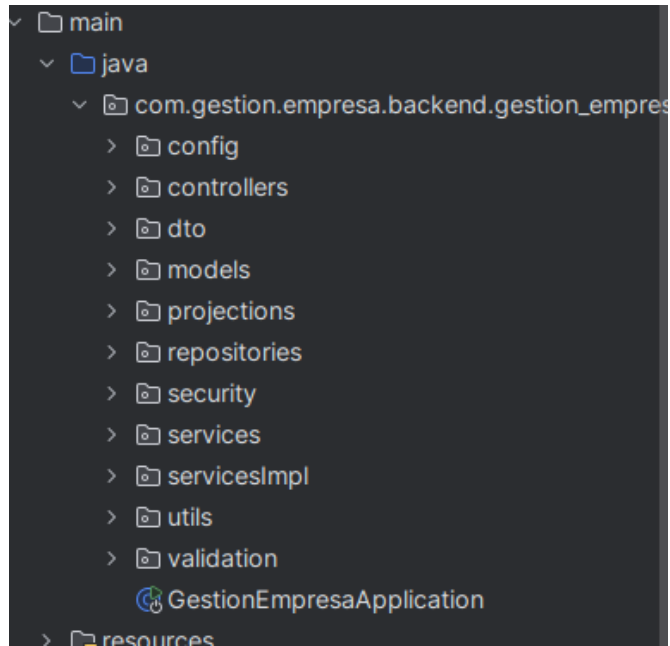 main
java
com.gestion.empresa.backend.gestion_empres
config
controllers
dto
models
projections
repositories
security
services
servicesImpl
utils
validation
GestionEmpresaApplication
resources